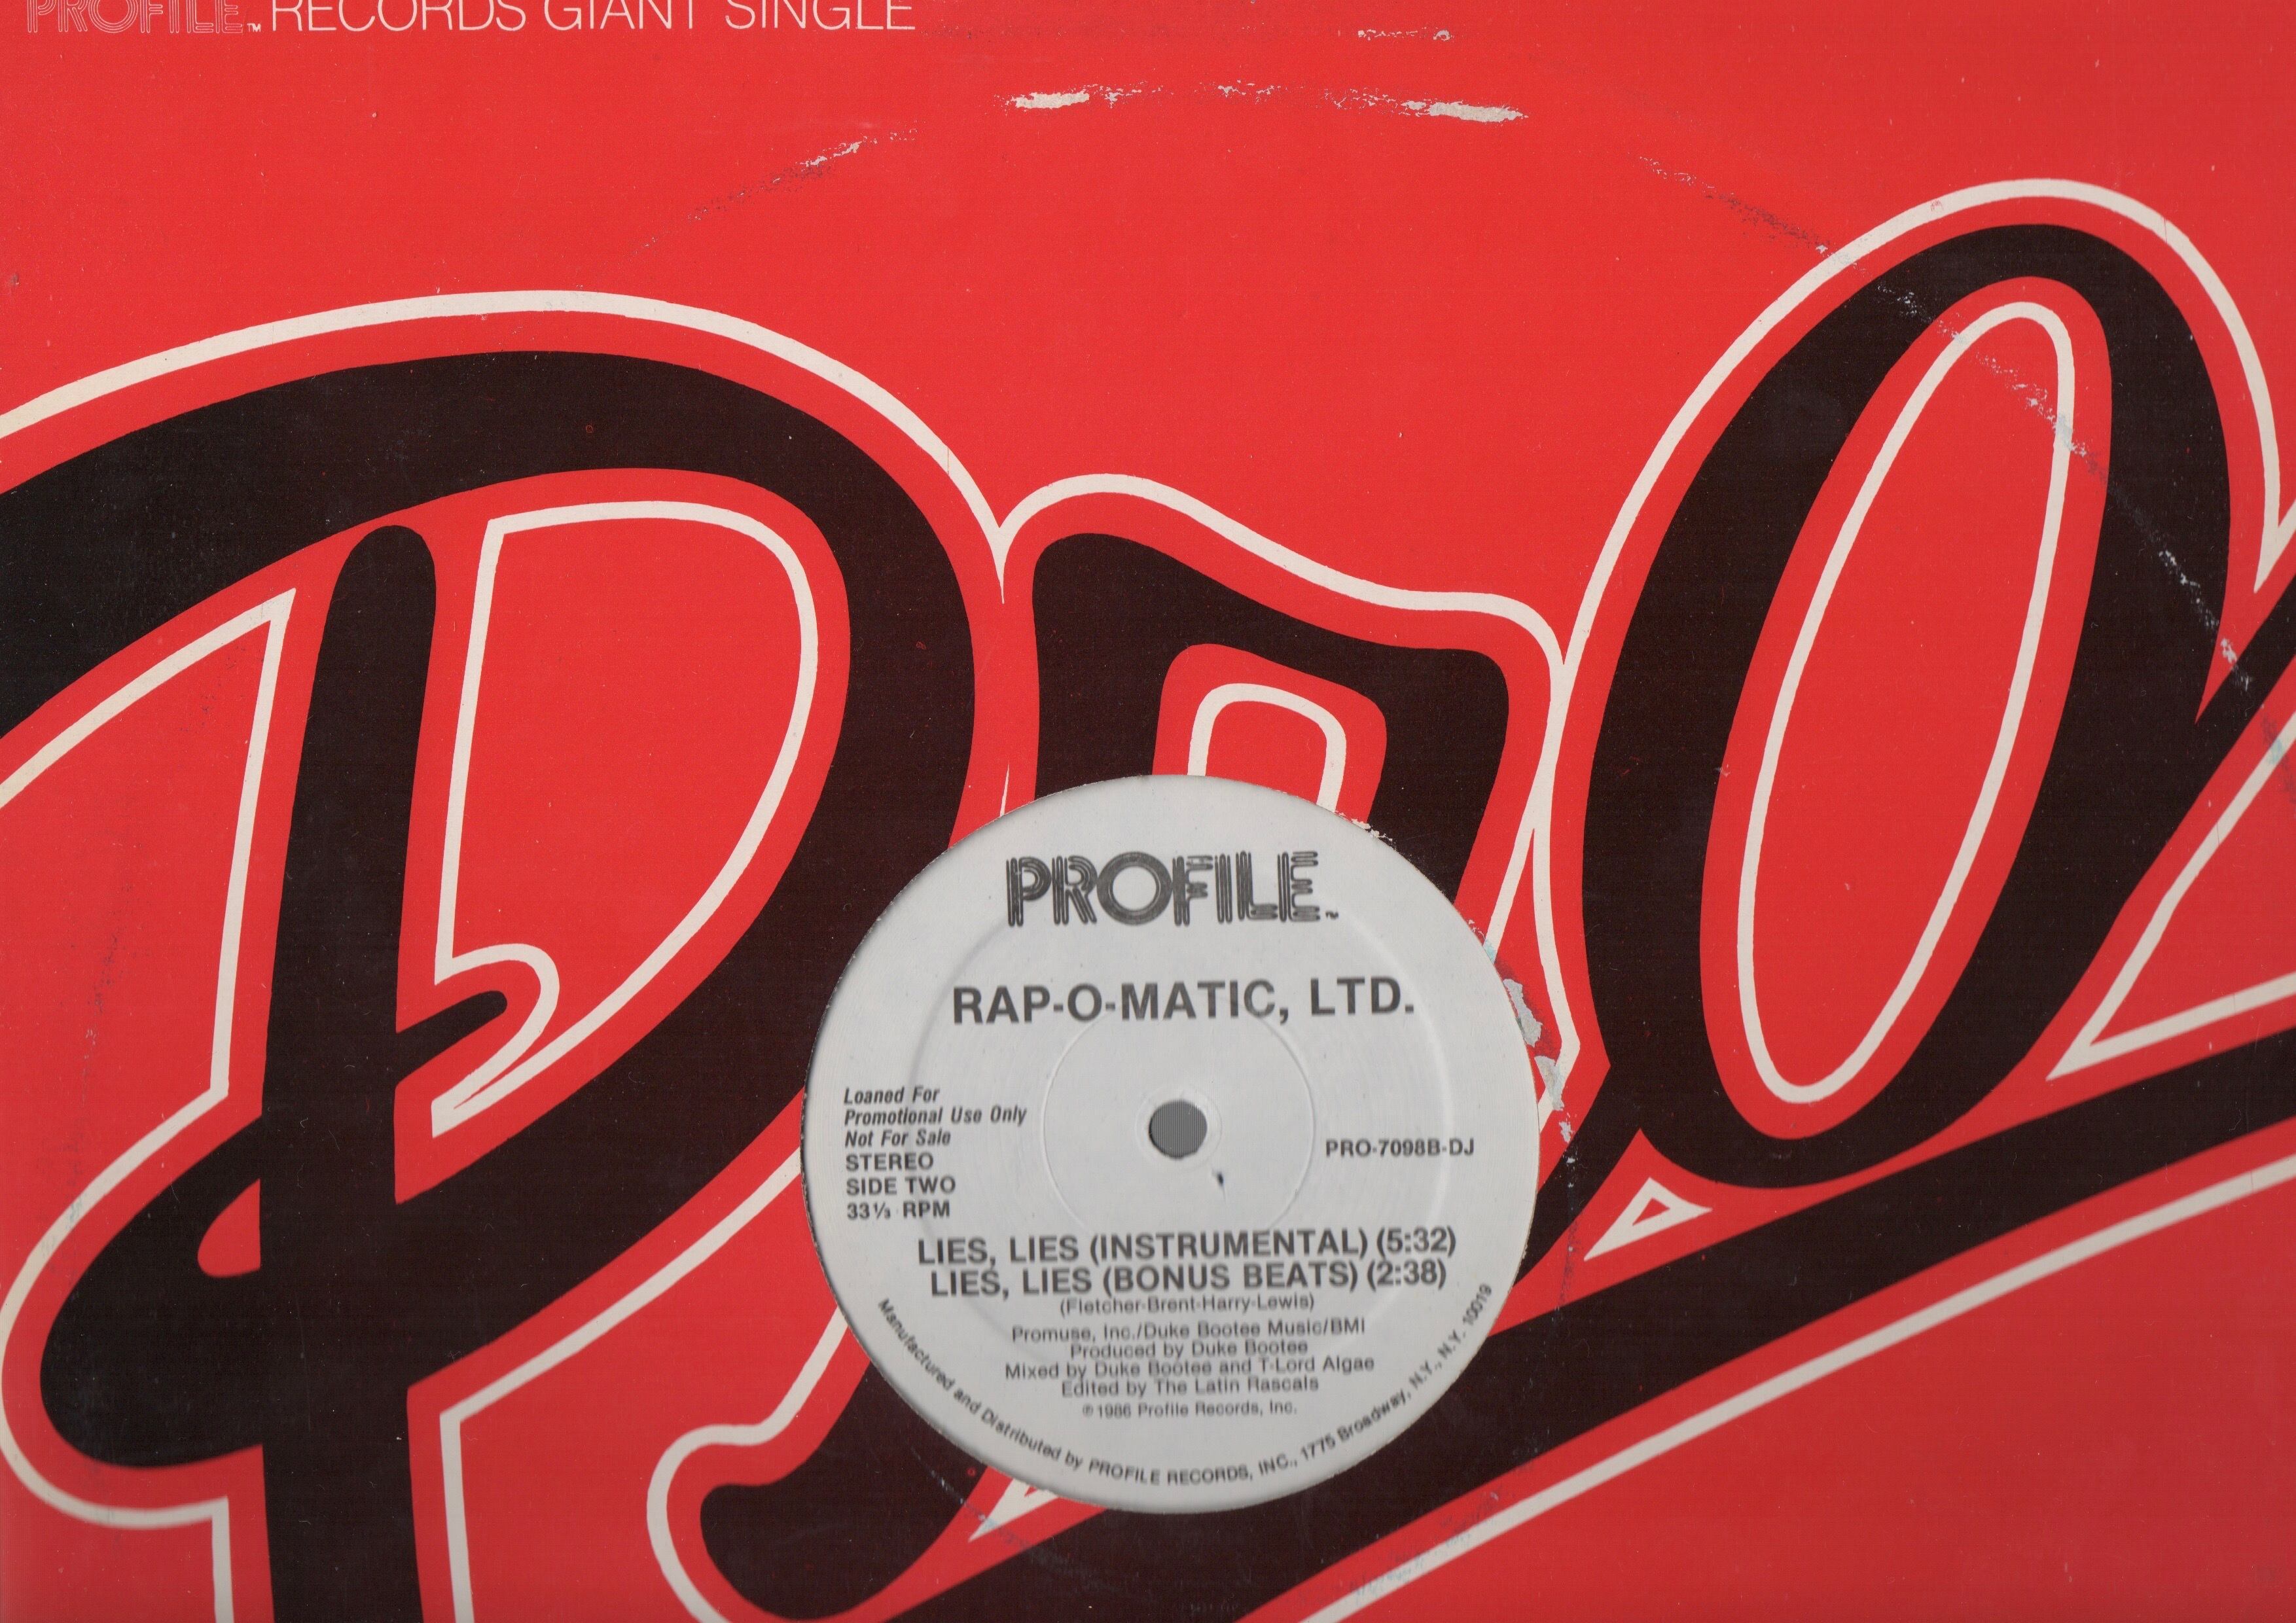 PROFILE™ RECORDS GIANT SINGLE
Pro
PROFILE™
RAP-O-MATIC, LTD.
Loaned For
Promotional Use Only
Not For Sale
STEREO
SIDE TWO
33⅓ RPM
PRO-7098B-DJ
LIES, LIES (INSTRUMENTAL) (5:32)
LIES, LIES (BONUS BEATS) (2:38)
(Fletcher-Brent-Harry-Lewis)
Promuse, Inc./Duke Bootee Music/BMI
Produced by Duke Bootee
Mixed by Duke Bootee and T-Lord Algae
Edited by The Latin Rascals
℗1986 Profile Records, Inc.
Manufactured and Distributed by PROFILE RECORDS, INC., 1775 Broadway, N.Y., N.Y. 10019